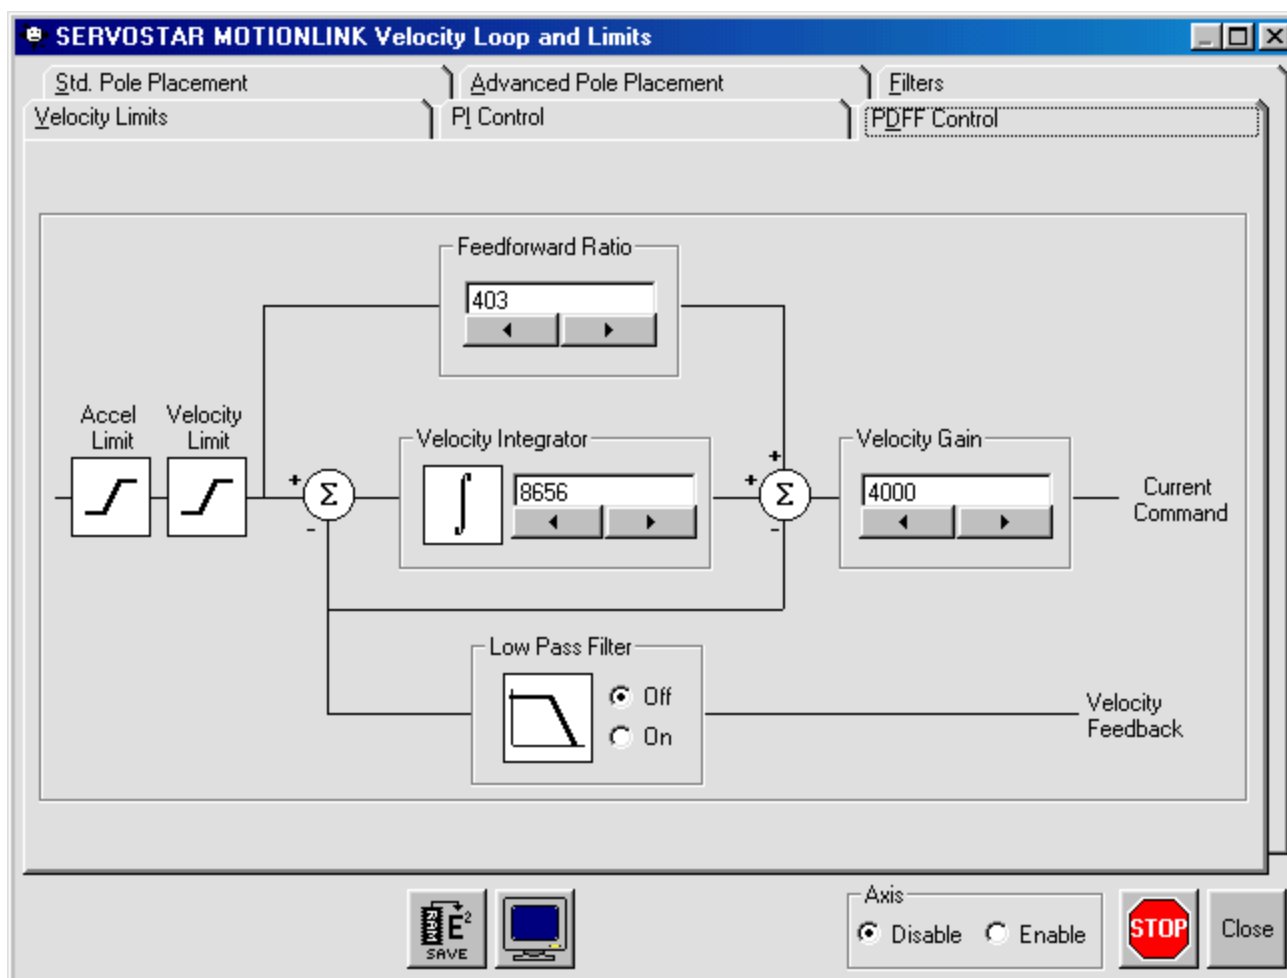 SERVOSTAR MOTIONLINK Velocity Loop and Limits
Std. Pole Placement
Advanced Pole Placement
Filters
Velocity Limits
PI Control
PDFF Control
Feedforward Ratio
403
Accel
Limit
Velocity
Limit
Velocity Integrator
8656
Velocity Gain
4000
+
-
Σ
∫
+
+
-
Σ
Current
Command
Low Pass Filter
Off
On
Velocity
Feedback
RAM
E²
SAVE
Axis
Disable
Enable
STOP
Close